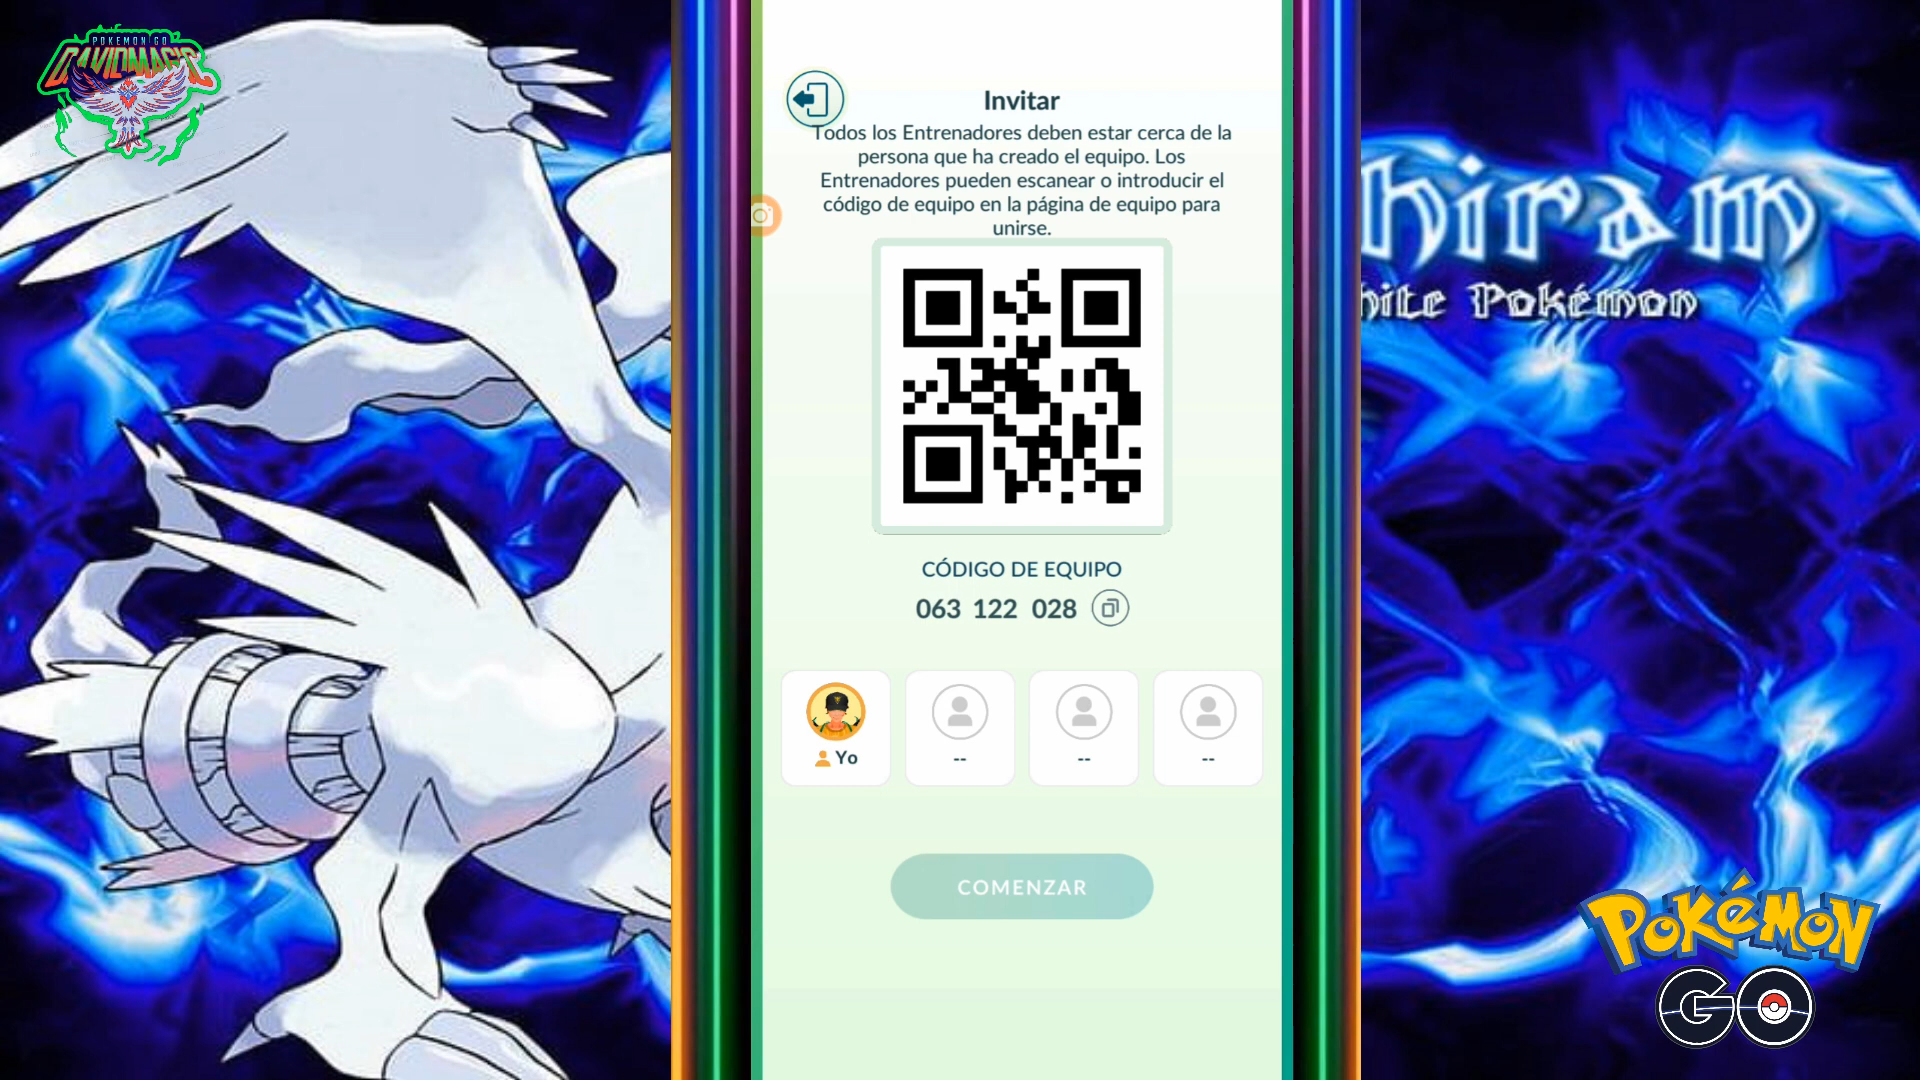 POKEMON GO
DAVIDMAGIC
Invitar
Todos los Entrenadores deben estar cerca de la
persona que ha creado el equipo. Los
Entrenadores pueden escanear o introducir el
código de equipo en la página de equipo para
unirse.
hiram
hite Pokémon
CÓDIGO DE EQUIPO
063 122 028
Yo
--
--
--
COMENZAR
POKÉMON
GO